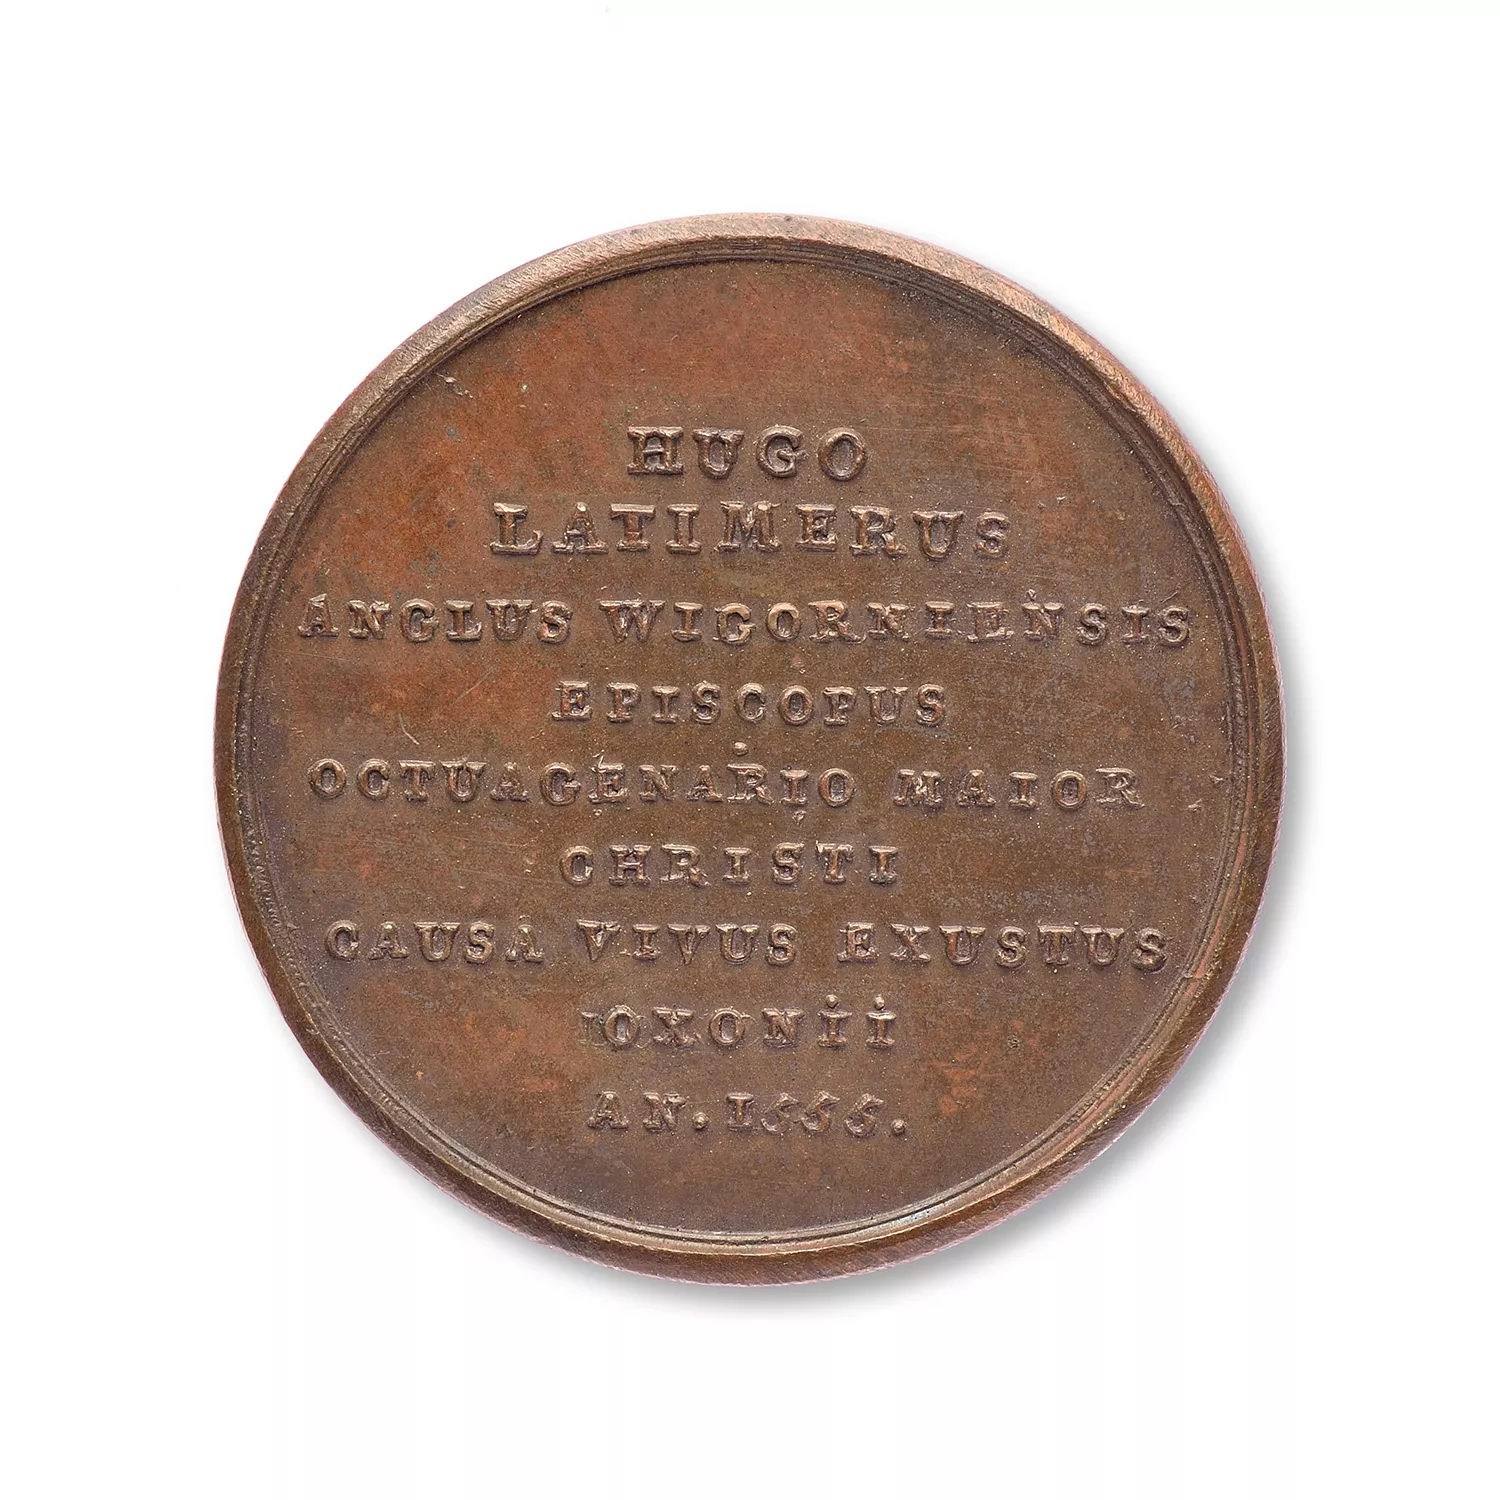 HUGO
LATIMERUS
ANGLUS WIGORNIENSIS
EPISCOPUS
OCTUAGENARIO MAIOR
CHRISTI
CAUSA VIVUS EXUSTUS
OXONii
AN. 1555.